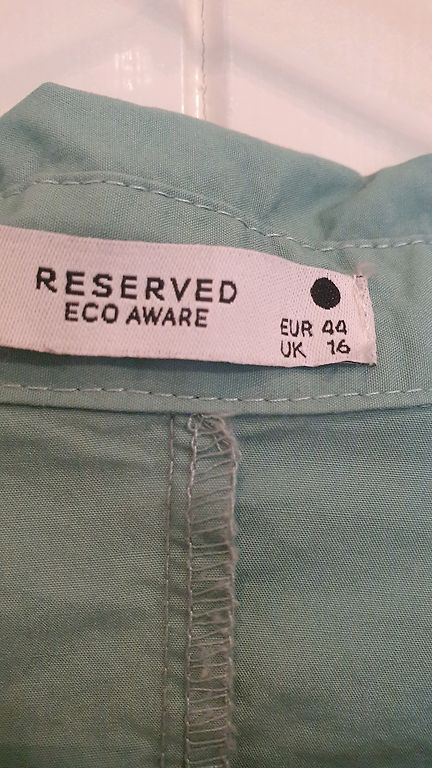 RESERVED
ECO AWARE
EUR 44
UK 16